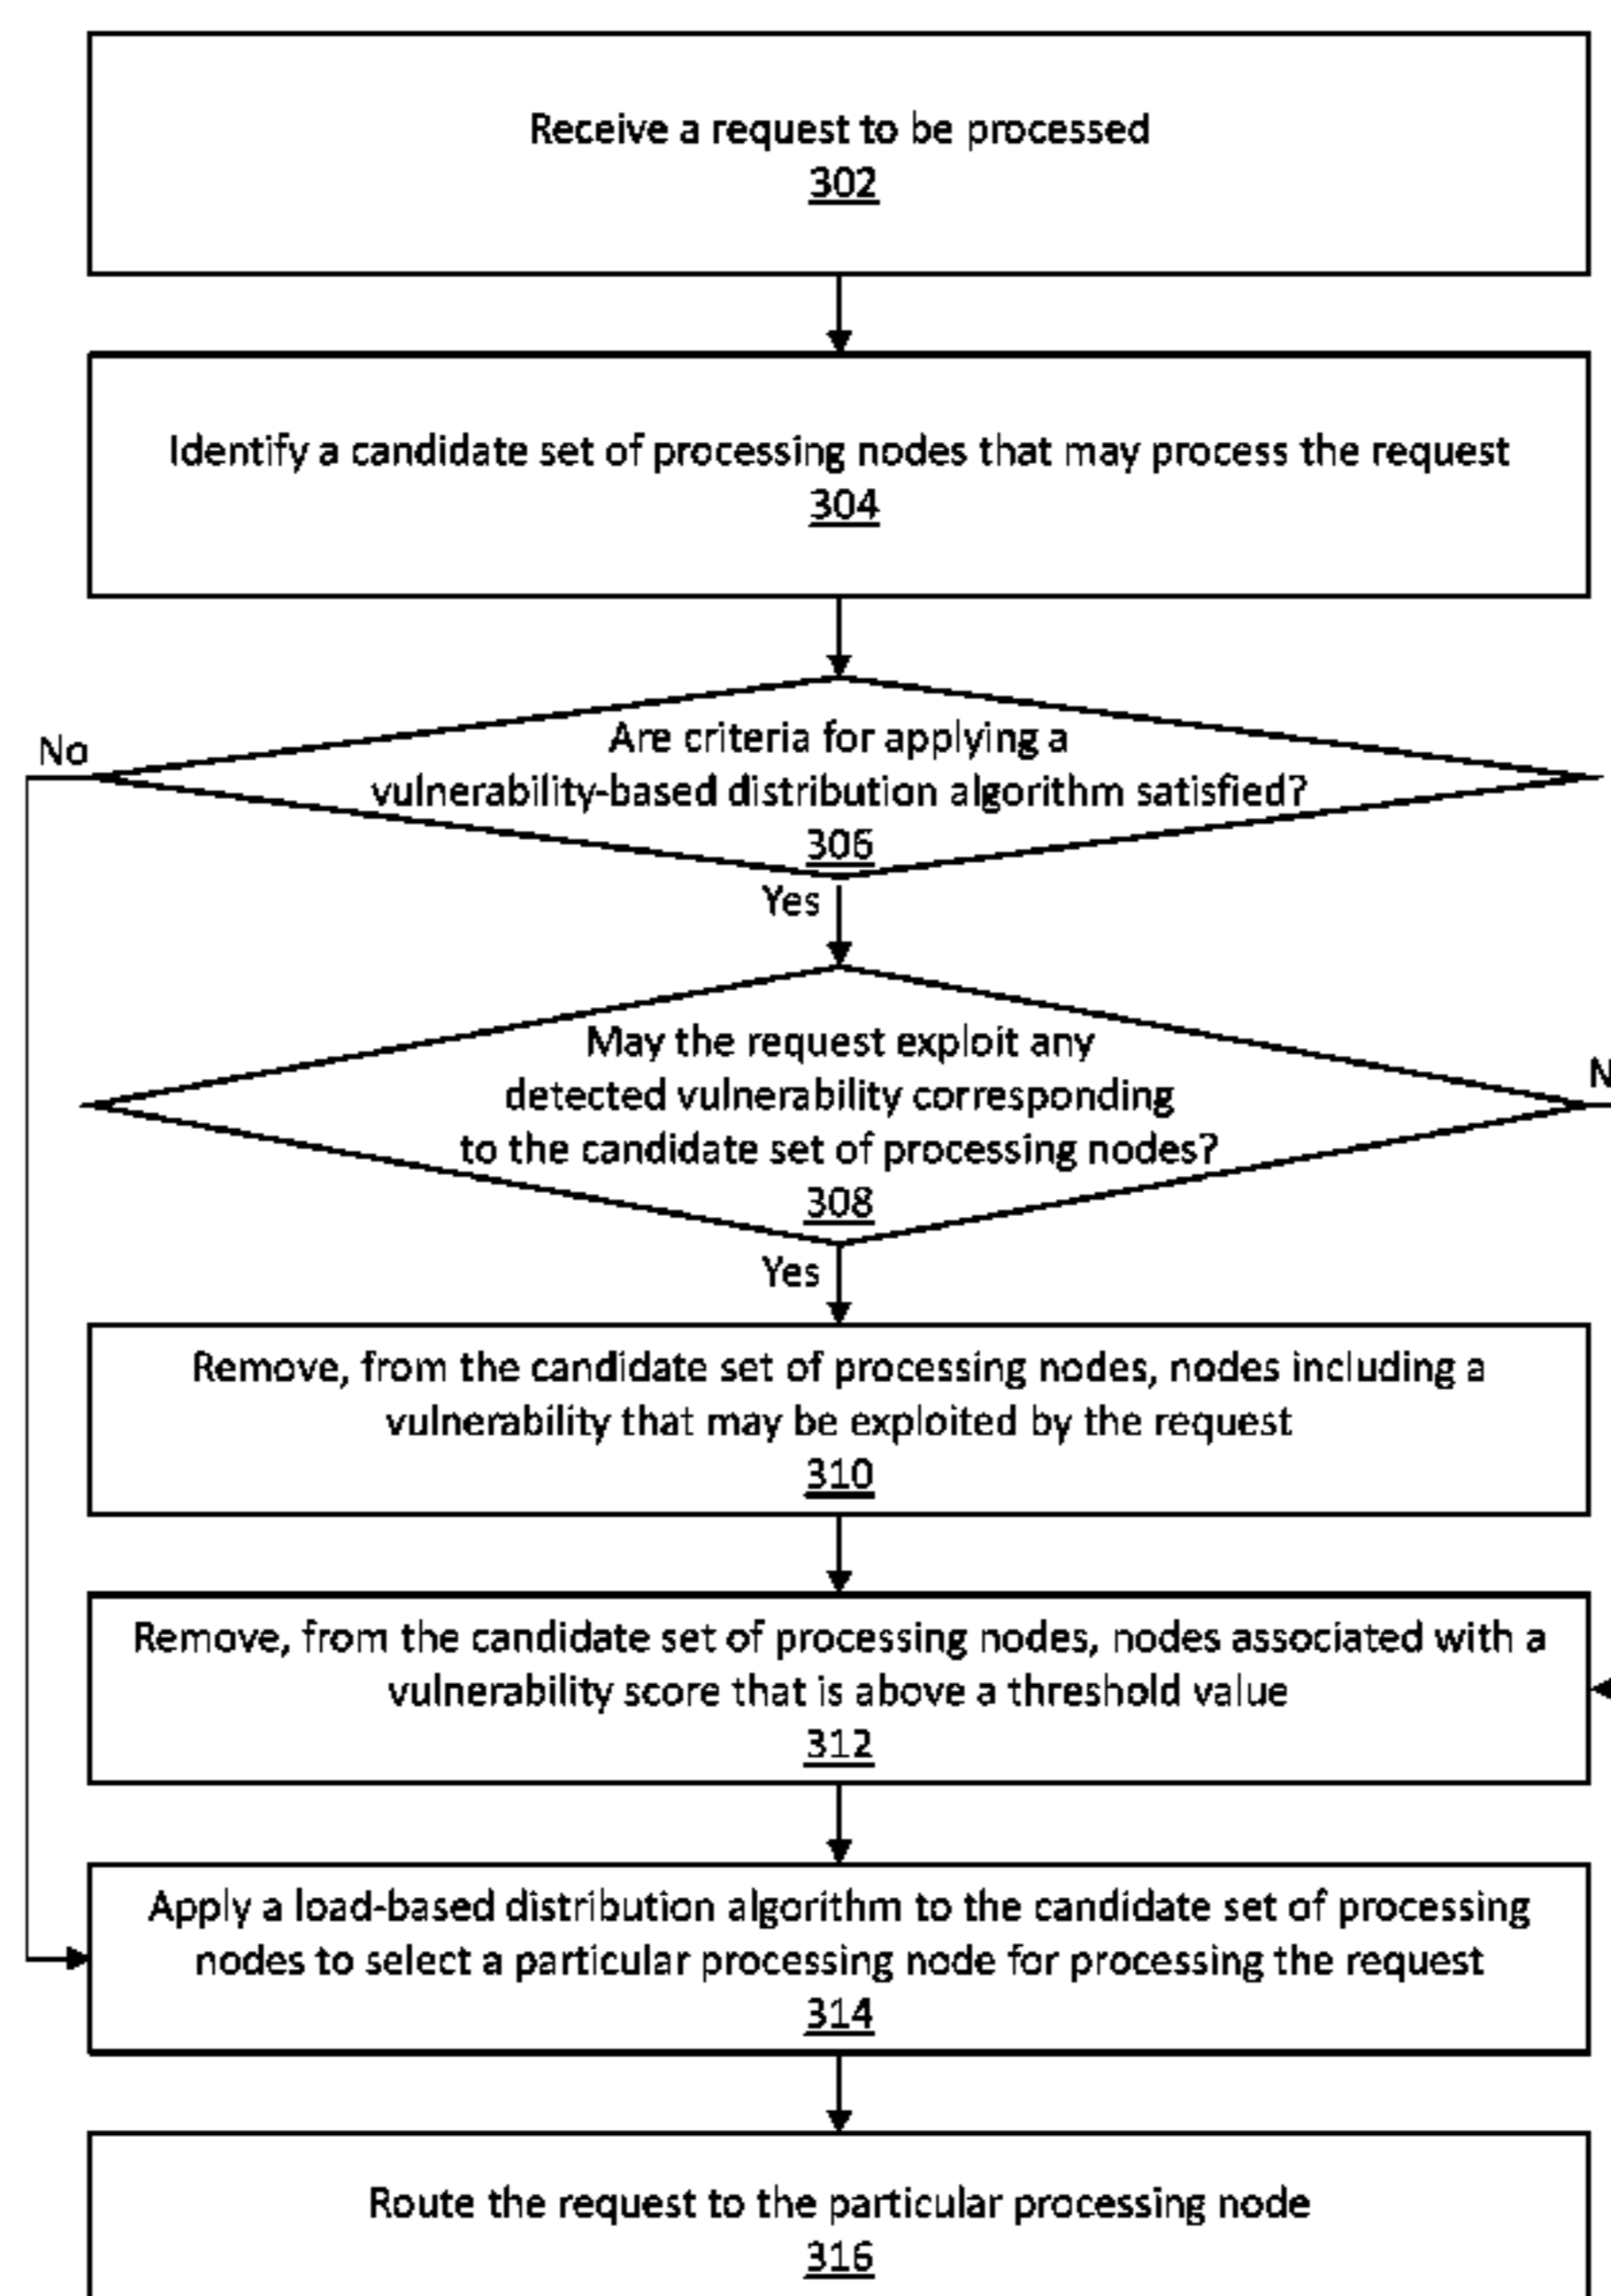 Receive a request to be processed
302
Identify a candidate set of processing nodes that may process the request
304
Are criteria for applying a
vulnerability-based distribution algorithm satisfied?
306
No
Yes
May the request exploit any
detected vulnerability corresponding
to the candidate set of processing nodes?
308
Yes
Remove, from the candidate set of processing nodes, nodes including a
vulnerability that may be exploited by the request
310
Remove, from the candidate set of processing nodes, nodes associated with a
vulnerability score that is above a threshold value
312
Apply a load-based distribution algorithm to the candidate set of processing
nodes to select a particular processing node for processing the request
314
Route the request to the particular processing node
316